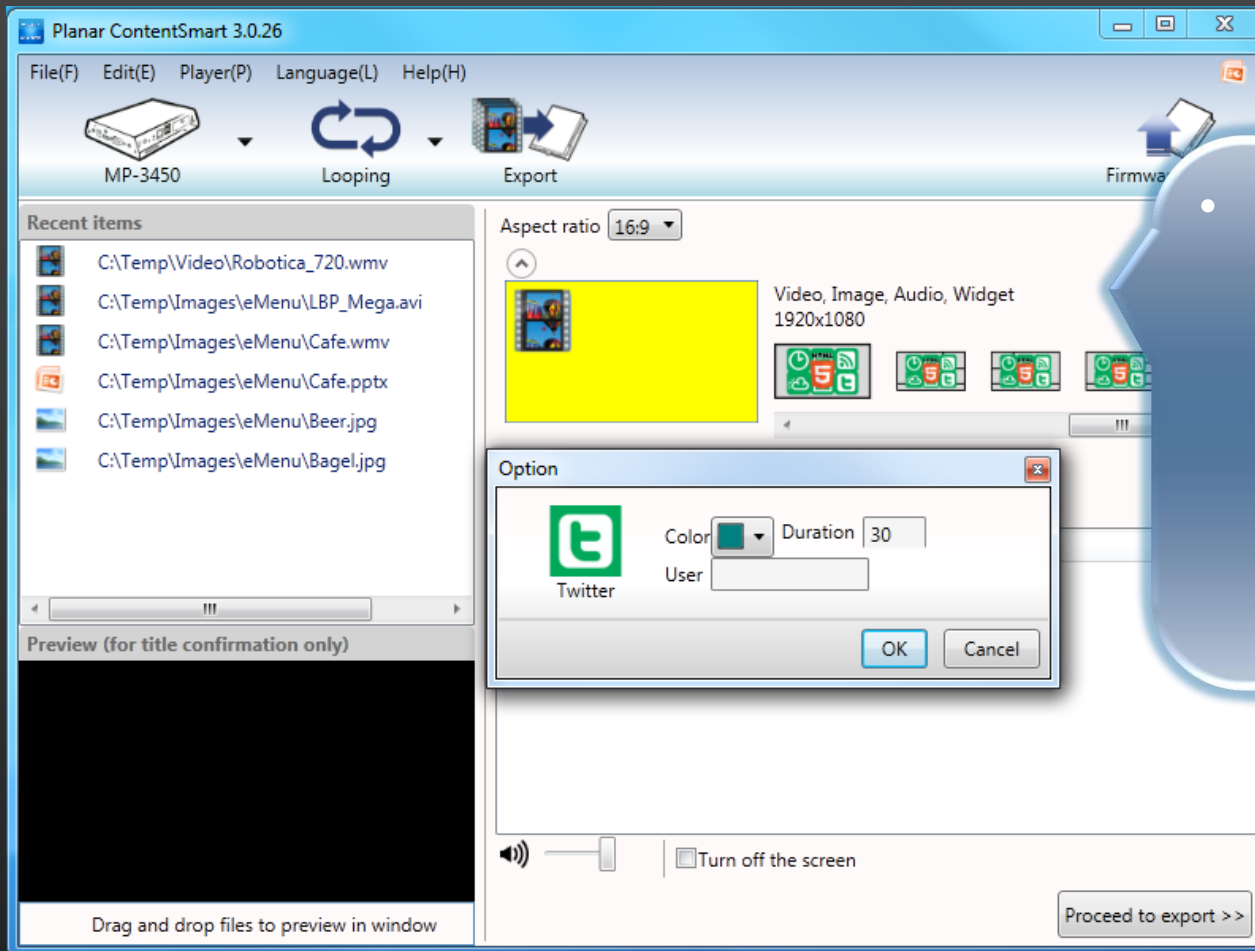 Planar ContentSmart 3.0.26
File(F) Edit(E) Player(P) Language(L) Help(H)
MP-3450 Looping Export
Recent items
C:\Temp\Video\Robotica_720.wmv
C:\Temp\Images\eMenu\LBP_Mega.avi
C:\Temp\Images\eMenu\Cafe.wmv
C:\Temp\Images\eMenu\Cafe.pptx
C:\Temp\Images\eMenu\Beer.jpg
C:\Temp\Images\eMenu\Bagel.jpg
Preview (for title confirmation only)
Drag and drop files to preview in window
Aspect ratio 16:9
Video, Image, Audio, Widget
1920x1080
Option
Color Duration 30
User
Twitter
OK Cancel
Turn off the screen
Proceed to export >>